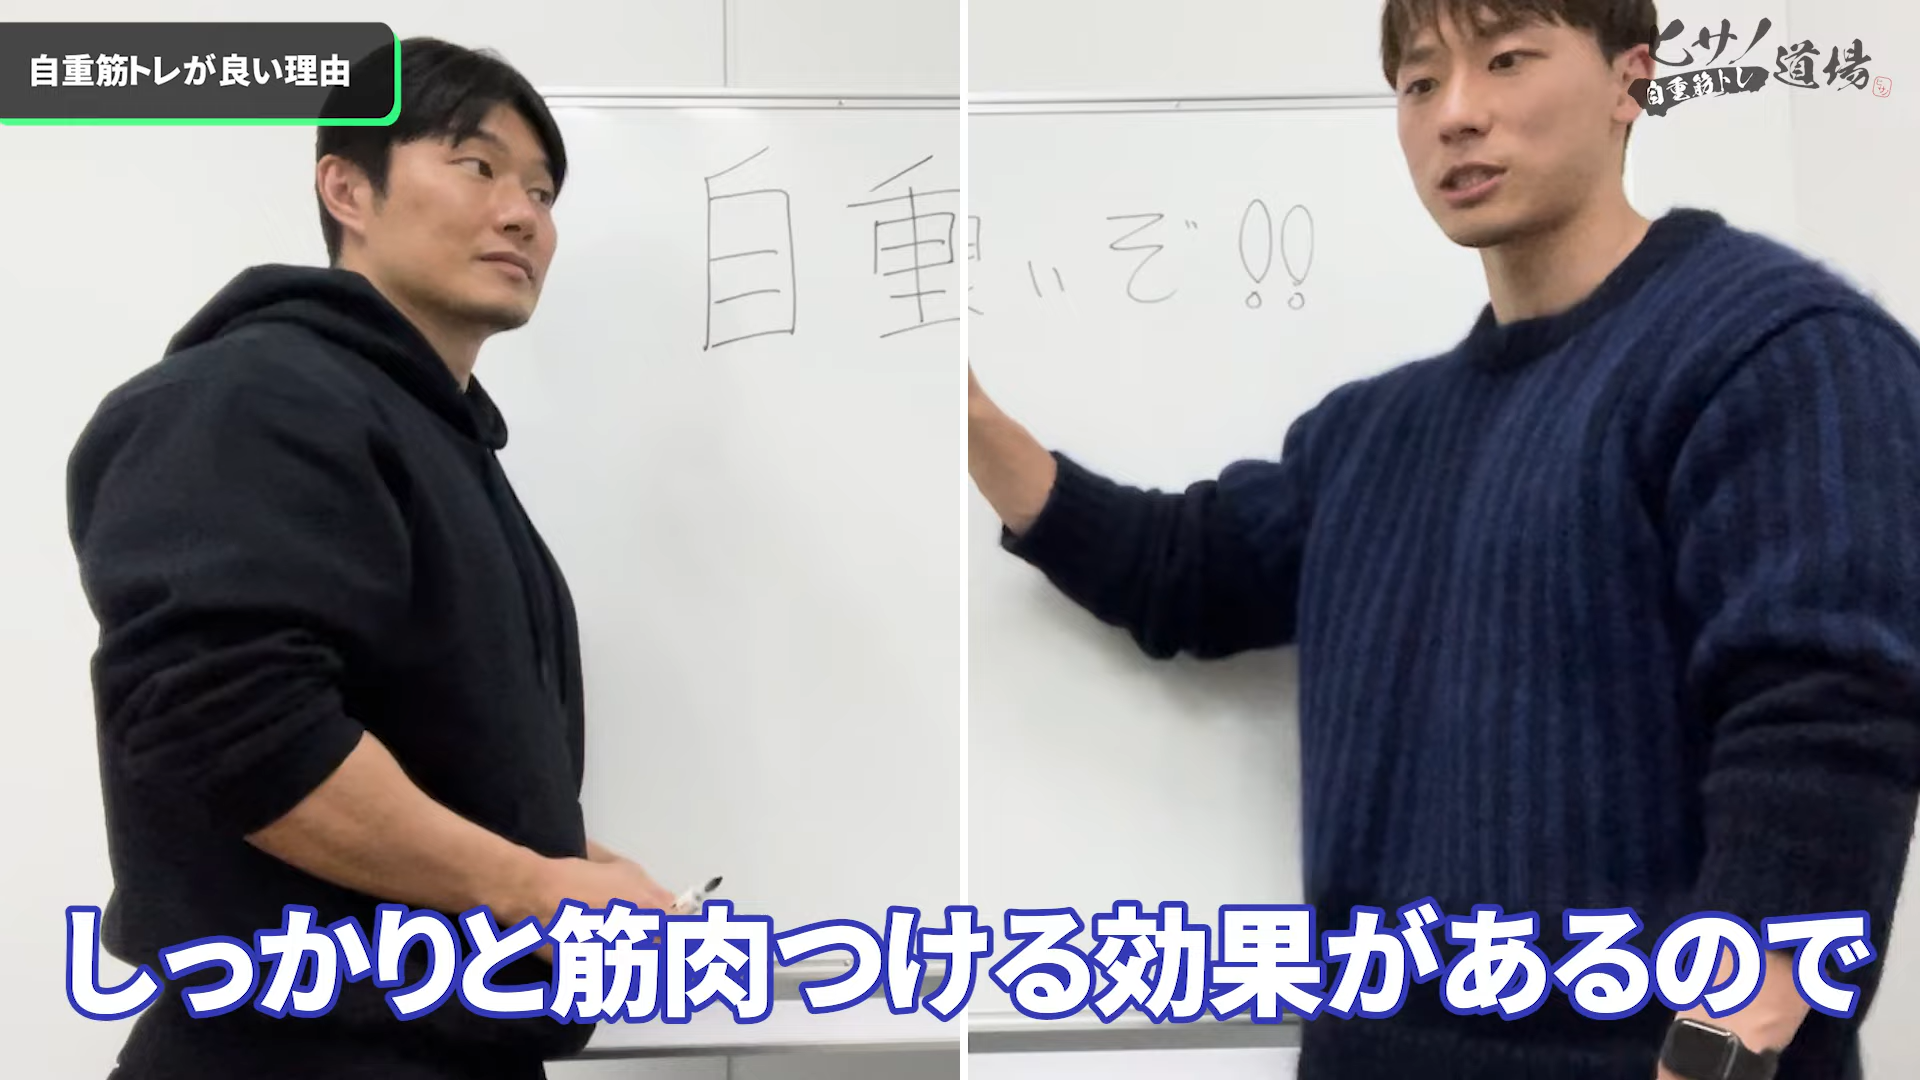 自重筋トレが良い理由
ヒサノ道場
自重筋トレ
自重
良いぞ!!
しっかりと筋肉つける効果があるので